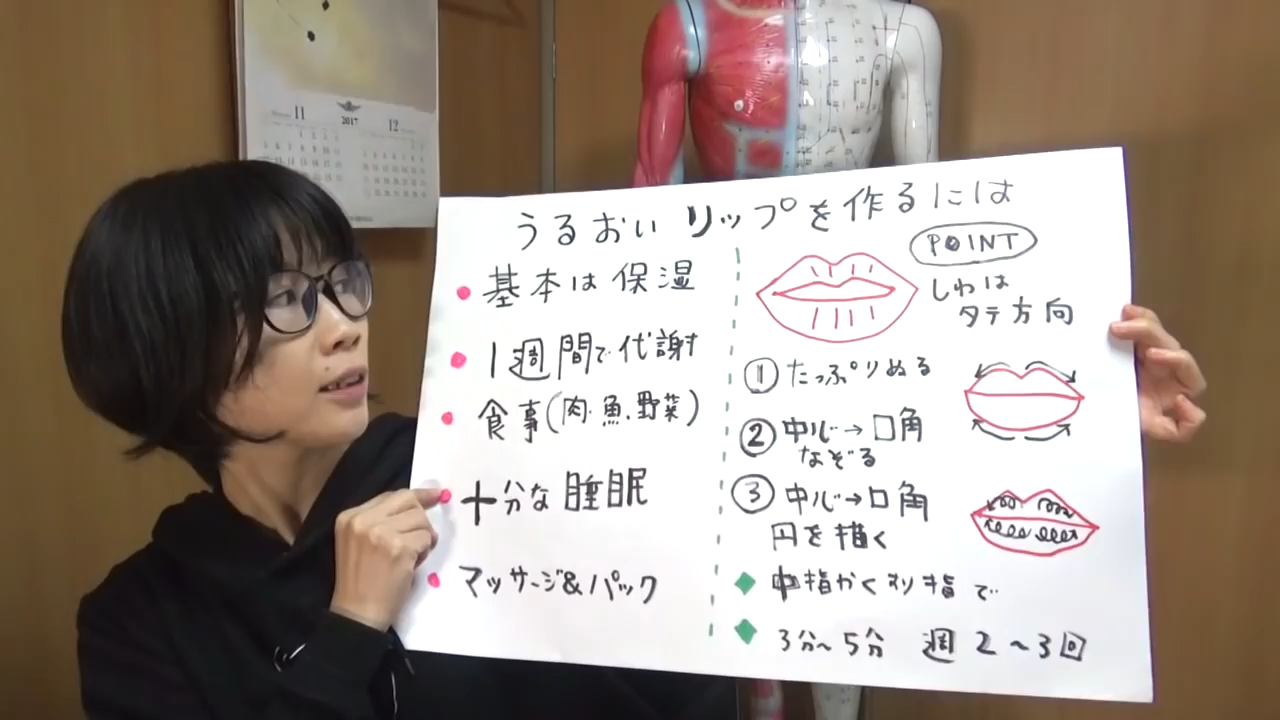 11
2017
12
うるおいリップを作るには
基本は保湿
1週間で代謝
食事(肉.魚.野菜)
十分な睡眠
マッサージ&パック
POINT
しわは
タテ方向
① たっぷりぬる
② 中心→口角
なぞる
③ 中心→口角
円を描く
中指かくすり指で
3分~5分 週2~3回